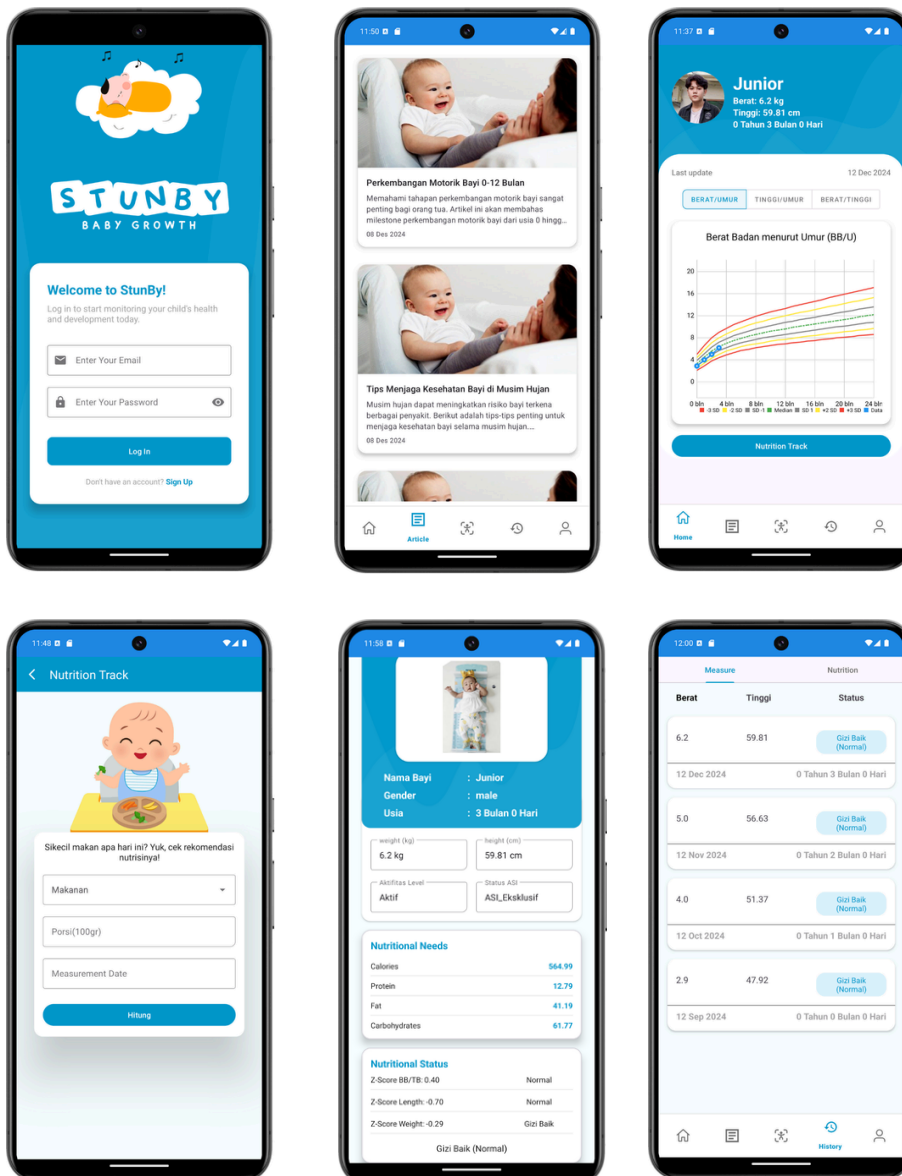 STUNBY
BABY GROWTH
Welcome to StunBy!
Log in to start monitoring your child's health
and development today.
Enter Your Email
Enter Your Password
Log In
Don't have an account? Sign Up
11:50
Perkembangan Motorik Bayi 0-12 Bulan
Memahami tahapan perkembangan motorik bayi sangat
penting bagi orang tua. Artikel ini akan membahas
milestone perkembangan motorik bayi dari usia 0 hingg...
08 Des 2024
Tips Menjaga Kesehatan Bayi di Musim Hujan
Musim hujan dapat meningkatkan risiko bayi terkena
berbagai penyakit. Berikut adalah tips-tips penting untuk
menjaga kesehatan bayi selama musim hujan....
08 Des 2024
Article
11:37
Junior
Berat: 6.2 kg
Tinggi: 59.81 cm
0 Tahun 3 Bulan 0 Hari
Last update 12 Dec 2024
BERAT/UMUR TINGGI/UMUR BERAT/TINGGI
Berat Badan menurut Umur (BB/U)
20
16
12
8
4
0
0 bln 4 bln 8 bln 12 bln 16 bln 20 bln 24 bln
-3 SD -2 SD SD -1 Median SD 1 +2 SD +3 SD Data
Nutrition Track
Home
11:48
Nutrition Track
Sikecil makan apa hari ini? Yuk, cek rekomendasi
nutrisinya!
Makanan
Porsi(100gr)
Measurement Date
Hitung
11:58
Nama Bayi : Junior
Gender : male
Usia : 3 Bulan 0 Hari
weight (kg) height (cm)
6.2 kg 59.81 cm
Aktifitas Level Status ASI
Aktif ASI_Eksklusif
Nutritional Needs
Calories 564.99
Protein 12.79
Fat 41.19
Carbohydrates 61.77
Nutritional Status
Z-Score BB/TB: 0.40 Normal
Z-Score Length: -0.70 Normal
Z-Score Weight: -0.29 Gizi Baik
Gizi Baik (Normal)
12:00
Measure Nutrition
Berat Tinggi Status
6.2 59.81 Gizi Baik
(Normal)
12 Dec 2024 0 Tahun 3 Bulan 0 Hari
5.0 56.63 Gizi Baik
(Normal)
12 Nov 2024 0 Tahun 2 Bulan 0 Hari
4.0 51.37 Gizi Baik
(Normal)
12 Oct 2024 0 Tahun 1 Bulan 0 Hari
2.9 47.92 Gizi Baik
(Normal)
12 Sep 2024 0 Tahun 0 Bulan 0 Hari
History